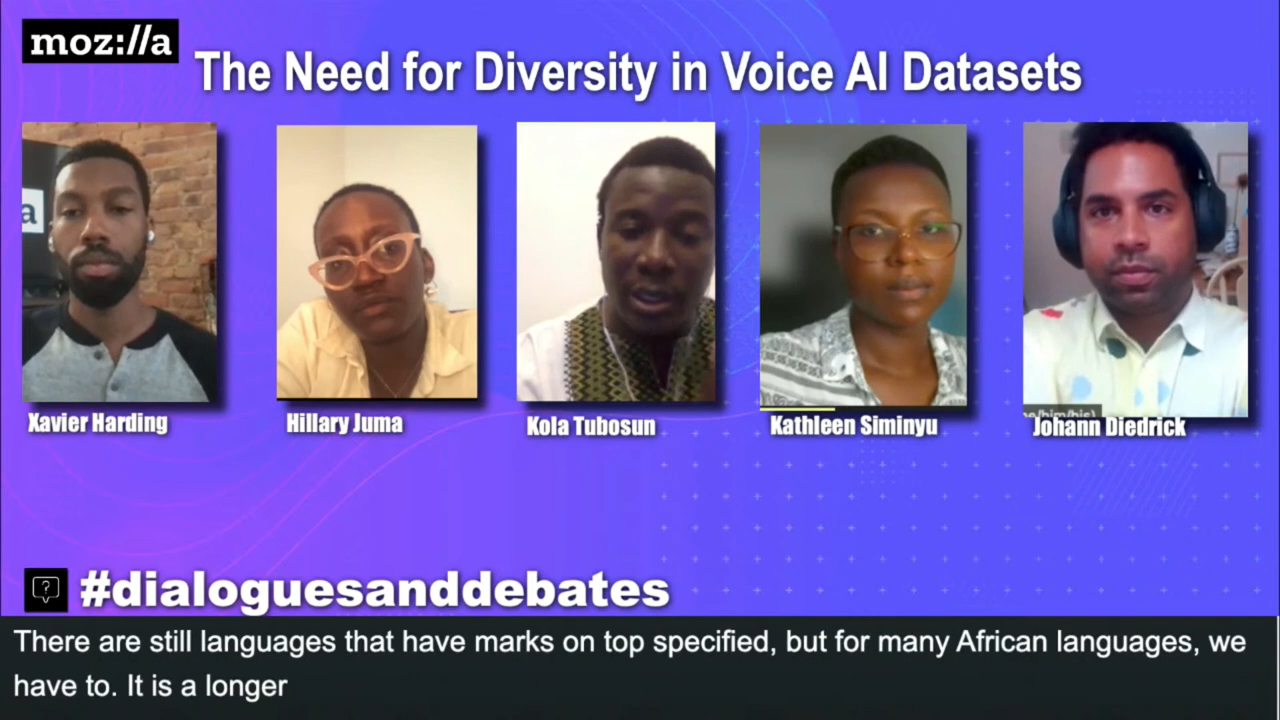 moz://a
The Need for Diversity in Voice AI Datasets
a
Xavier Harding
Hillary Juma
Kola Tubosun
Kathleen Siminyu
e/him/his)
Johann Diedrick
?
#dialoguesanddebates
There are still languages that have marks on top specified, but for many African languages, we
have to. It is a longer